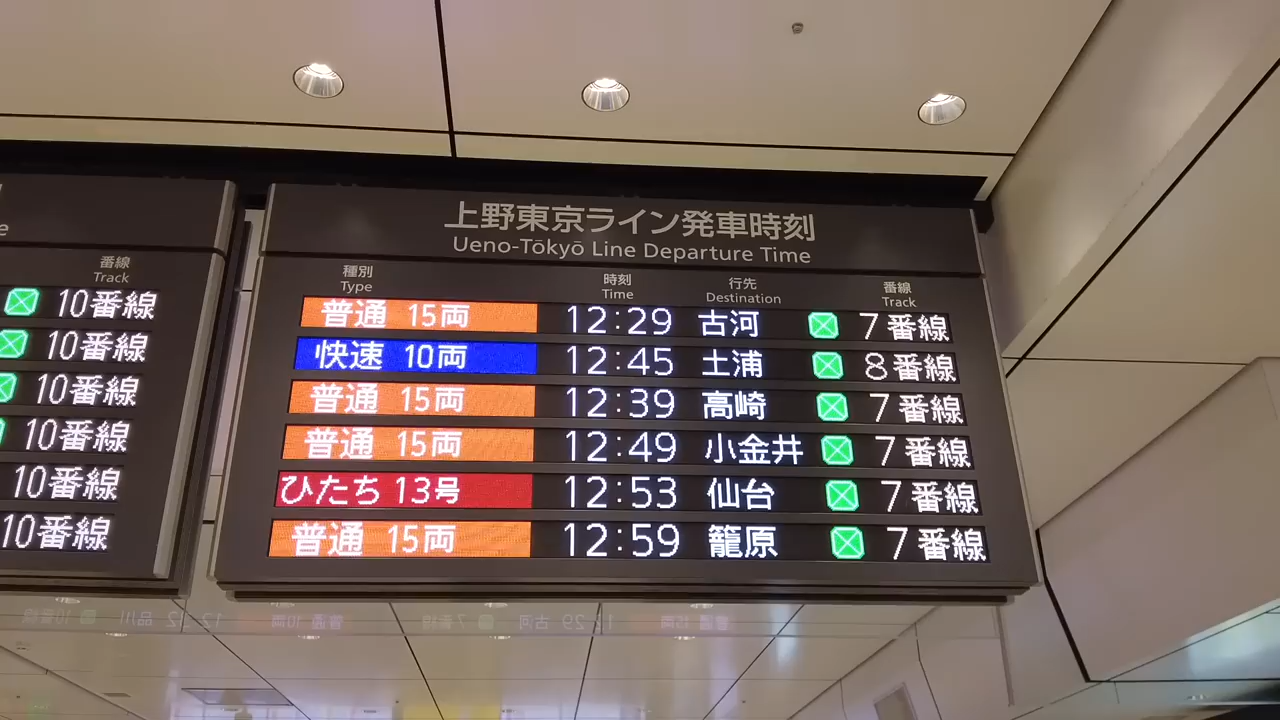 e
番線
Track
10番線
10番線
10番線
10番線
10番線
10番線
上野東京ライン発車時刻
Ueno-Tōkyō Line Departure Time
種別 時刻 行先 番線
Type Time Destination Track
普通 15両 12:29 古河 7番線
快速 10両 12:45 土浦 8番線
普通 15両 12:39 高崎 7番線
普通 15両 12:49 小金井 7番線
ひたち 13号 12:53 仙台 7番線
普通 15両 12:59 籠原 7番線